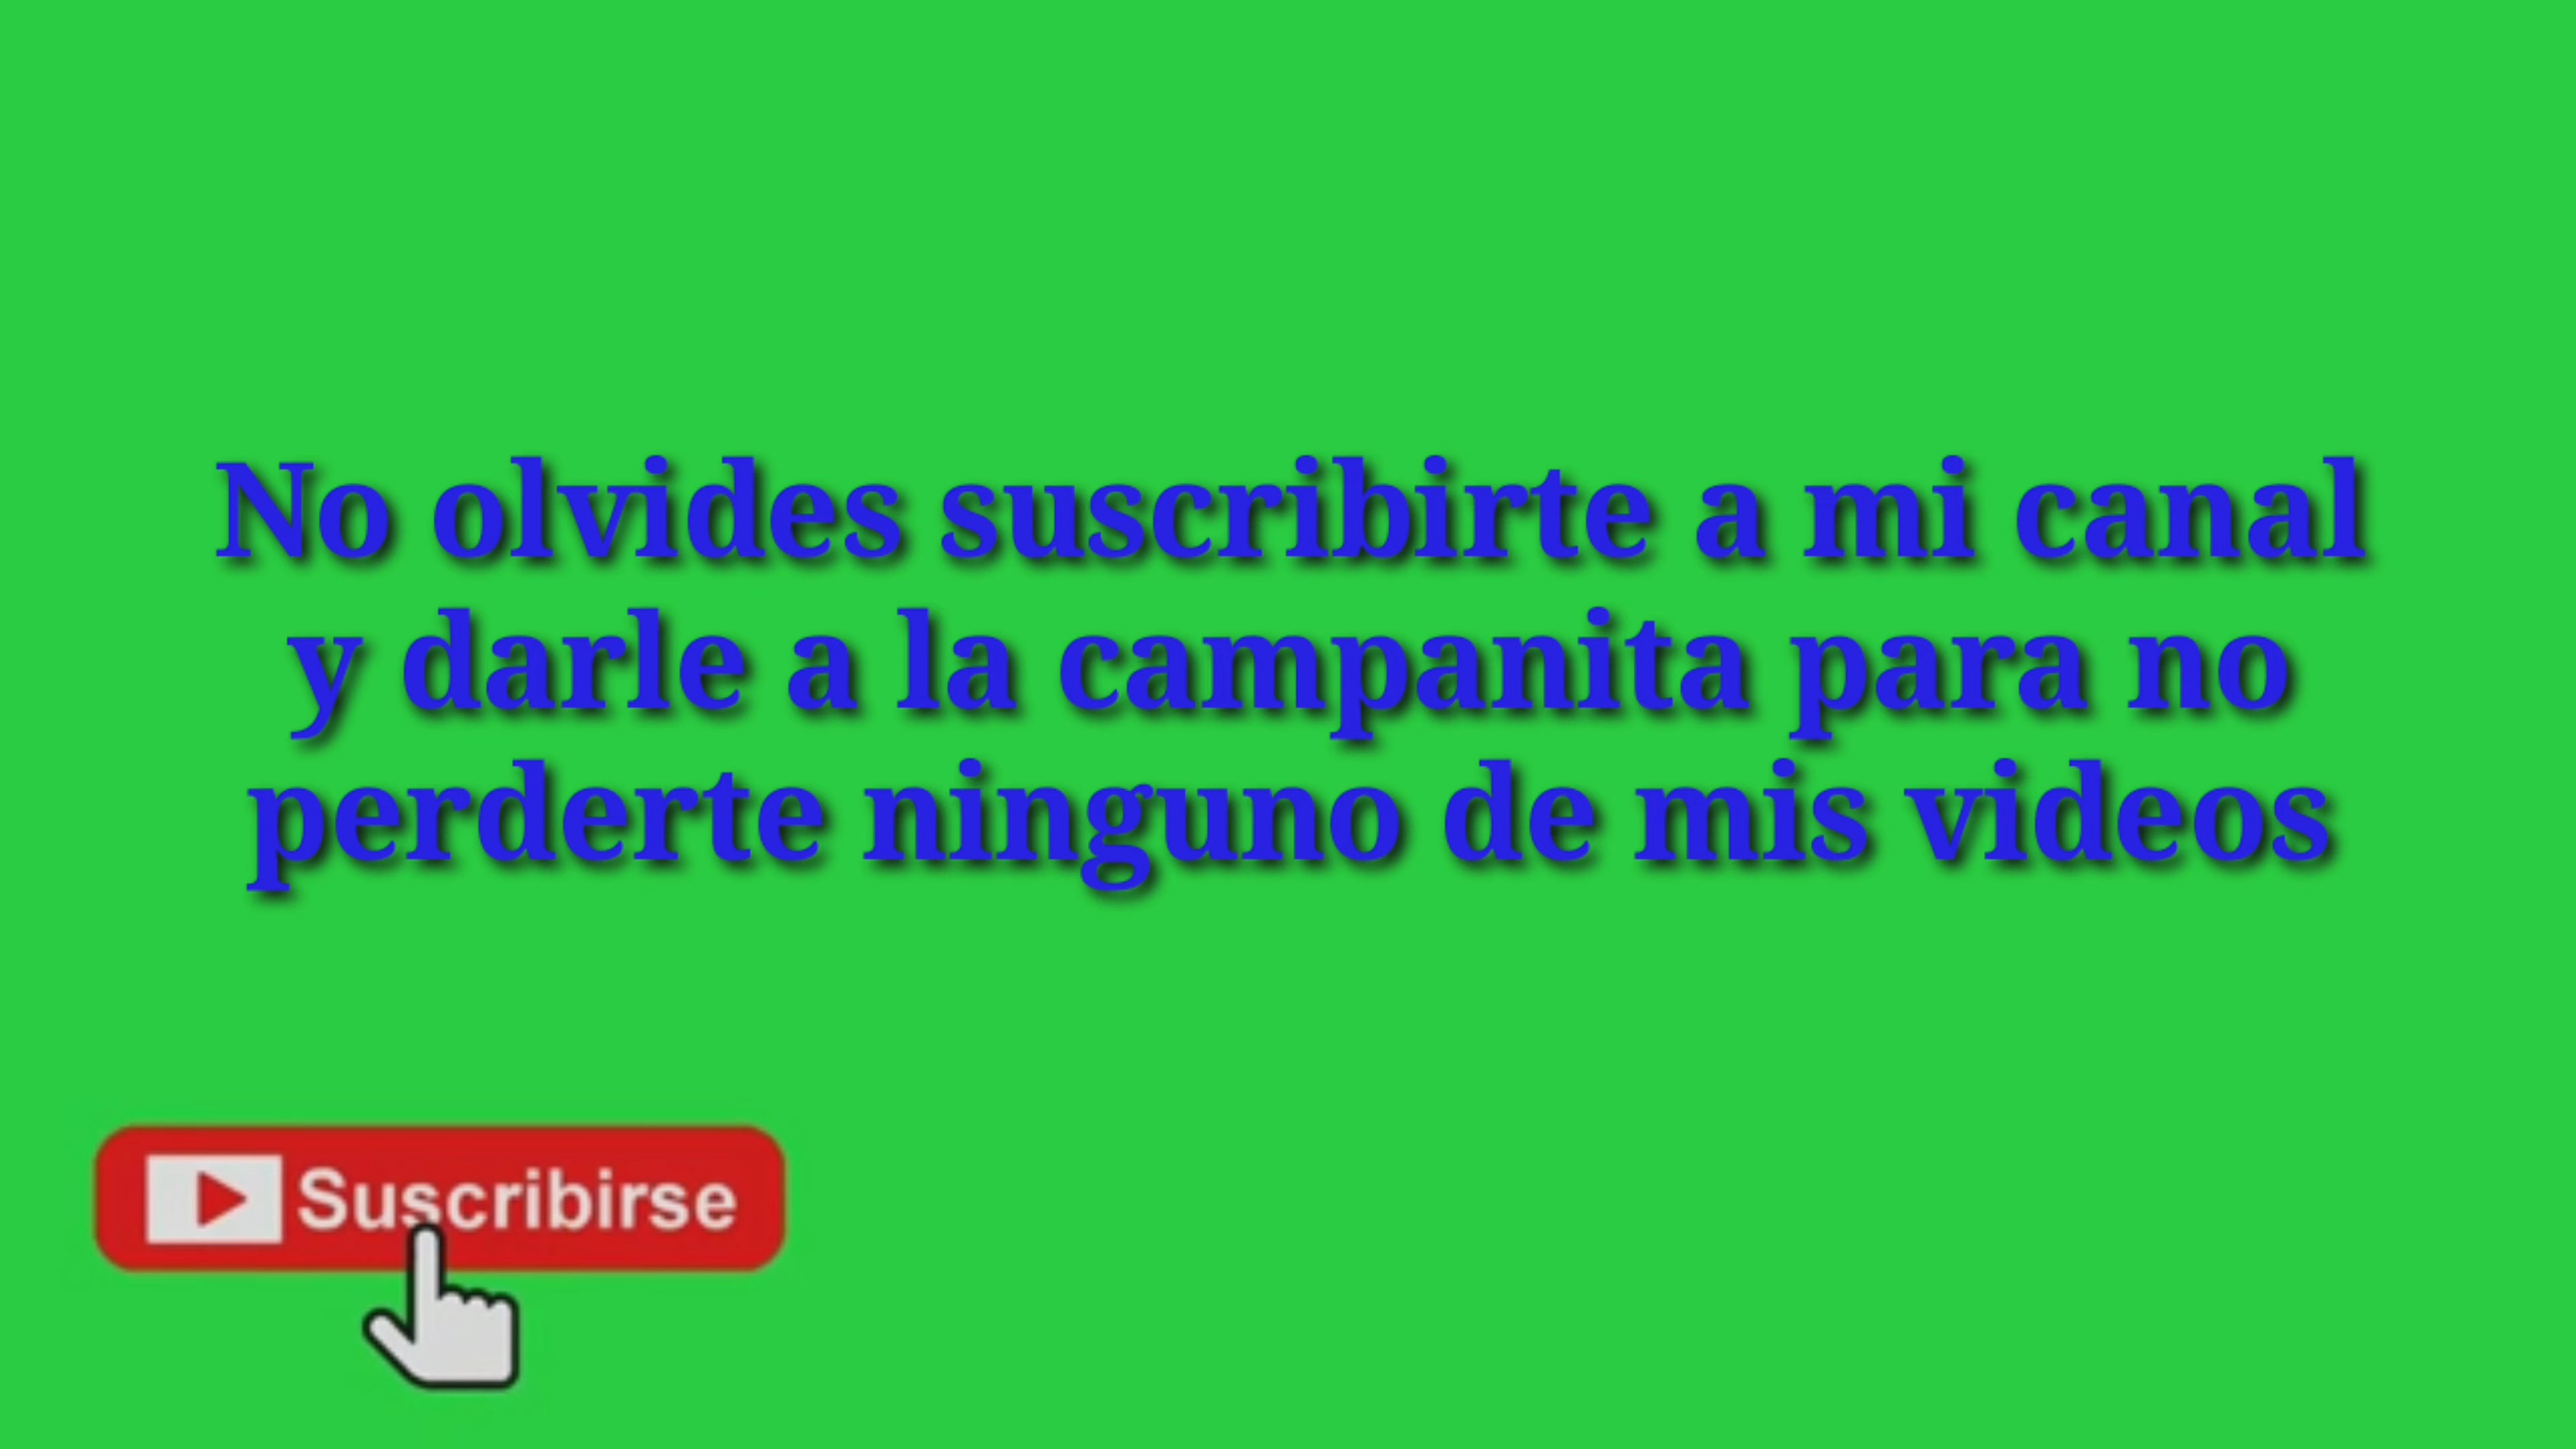 No olvides suscribirte a mi canal
y darle a la campanita para no
perderte ninguno de mis videos
Suscribirse